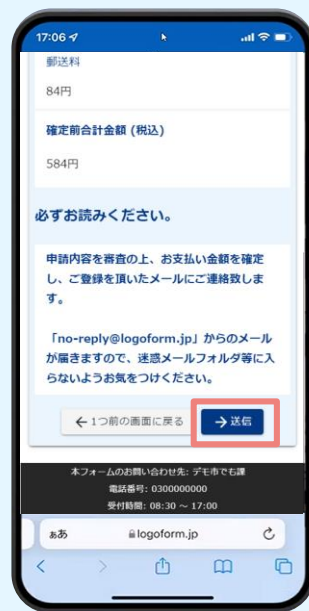 17:06
郵送料
84円
確定前合計金額 (税込)
584円
必ずお読みください。
申請内容を審査の上、お支払い金額を確定
し、ご登録を頂いたメールにご連絡致しま
す。
「no-reply@logoform.jp」からのメール
が届きますので、迷惑メールフォルダ等に入
らないようお気をつけください。
←1つ前の画面に戻る →送信
本フォームのお問い合わせ先: デモ市でも課
電話番号: 0300000000
受付時間: 08:30 ～ 17:00
ぁあ logoform.jp